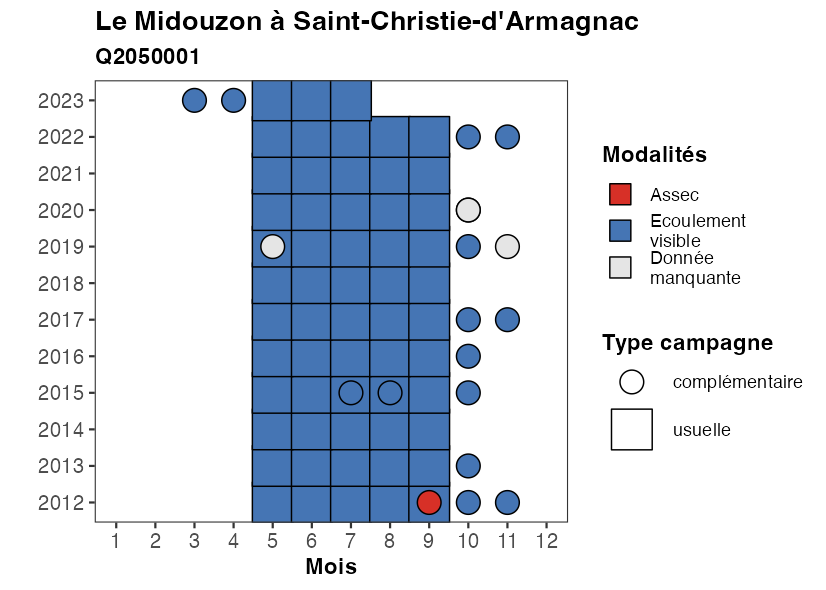 Le Midouzon à Saint-Christie-d'Armagnac
Q2050001
2023
2022
2021
2020
2019
2018
2017
2016
2015
2014
2013
2012
1 2 3 4 5 6 7 8 9 10 11 12
Mois
Modalités
Assec
Ecoulement
visible
Donnée
manquante
Type campagne
complémentaire
usuelle